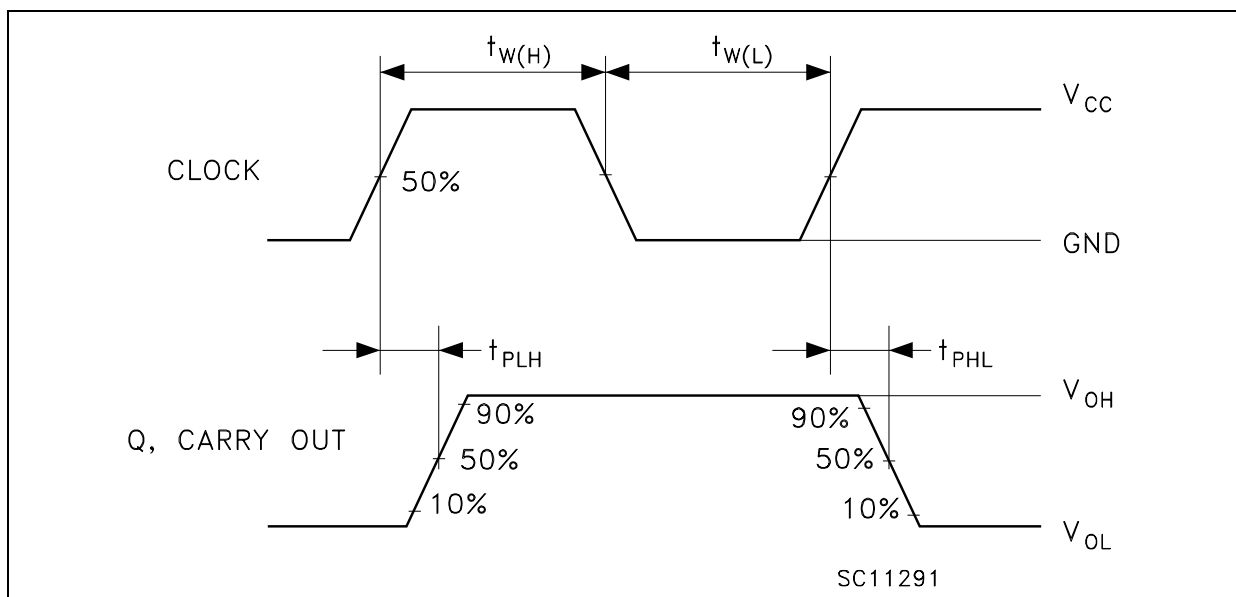 tW(H) tW(L)
VCC
CLOCK
50%
GND
tPLH tPHL
VOH
90% 90%
Q, CARRY OUT
50% 50%
10% 10%
VOL
SC11291